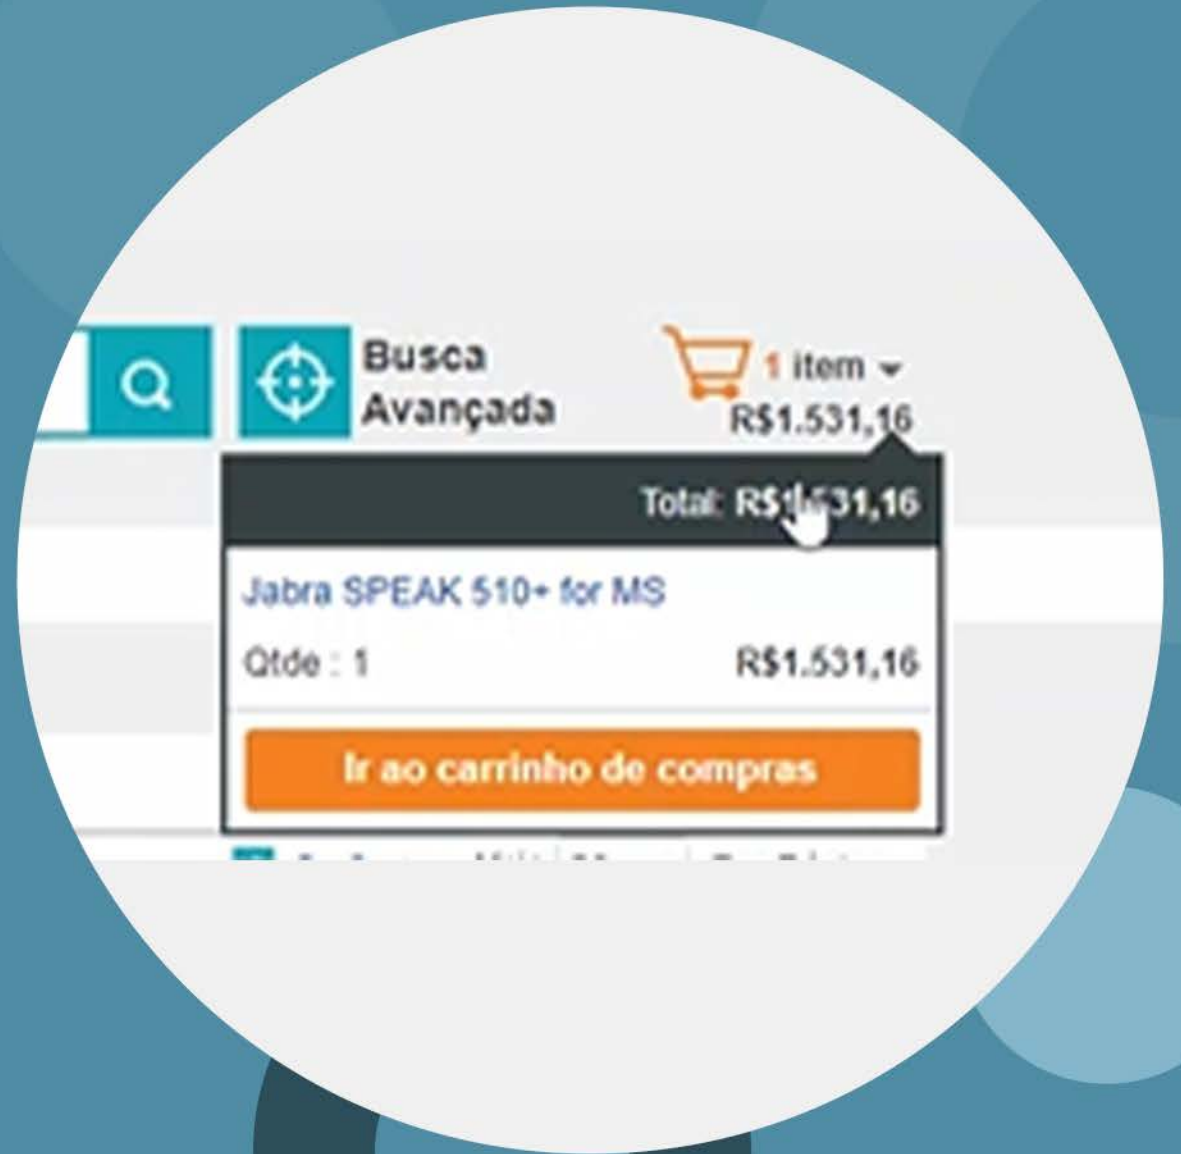 Busca
Avançada
1 item
R$1.531,16
Total: R$1.531,16
Jabra SPEAK 510+ for MS
Qtde : 1
R$1.531,16
Ir ao carrinho de compras